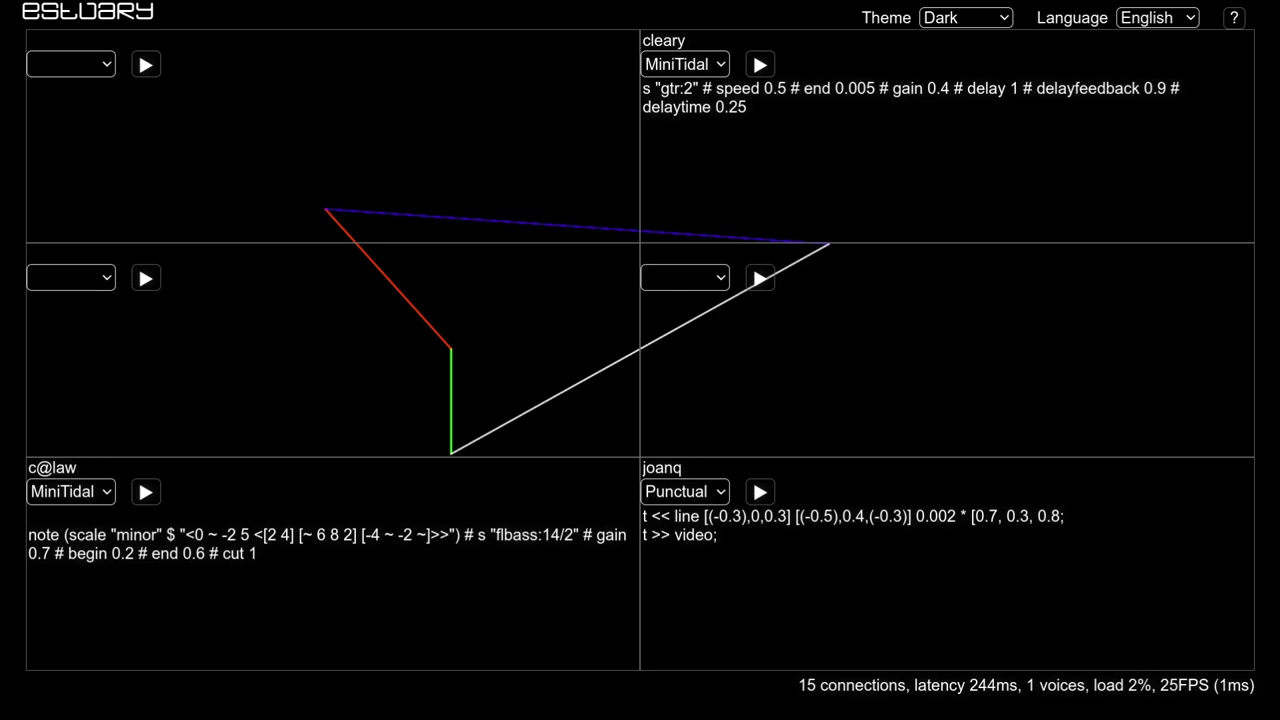 estuary
Theme Dark Language English ?
cleary
MiniTidal
s "gtr:2" # speed 0.5 # end 0.005 # gain 0.4 # delay 1 # delayfeedback 0.9 #
delaytime 0.25
c@law
MiniTidal
note (scale "minor" $ "<0 ~ -2 5 <[2 4] [~ 6 8 2] [-4 ~ -2 ~]>>") # s "flbass:14/2" # gain
0.7 # begin 0.2 # end 0.6 # cut 1
joanq
Punctual
t << line [(-0.3),0,0.3] [(-0.5),0.4,(-0.3)] 0.002 * [0.7, 0.3, 0.8;
t >> video;
15 connections, latency 244ms, 1 voices, load 2%, 25FPS (1ms)